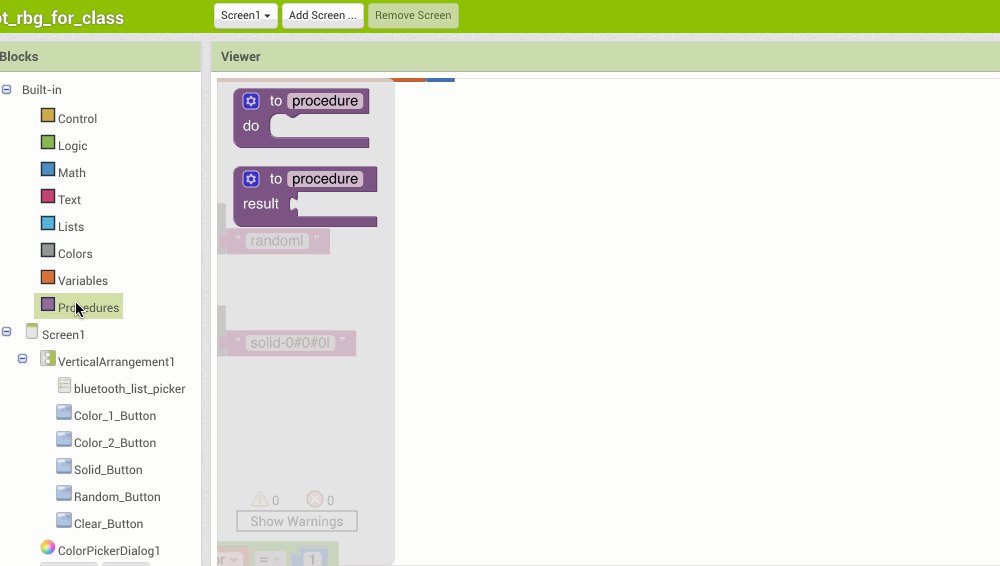 t_rbg_for_class
Screen1
Add Screen ...
Remove Screen
Blocks
Viewer
Built-in
Control
Logic
Math
Text
Lists
Colors
Variables
Procedures
Screen1
VerticalArrangement1
bluetooth_list_picker
Color_1_Button
Color_2_Button
Solid_Button
Random_Button
Clear_Button
ColorPickerDialog1
to procedure
do
to procedure
result
“ randoml ”
“ solid-0#0#0l ”
0 0
Show Warnings
= 1